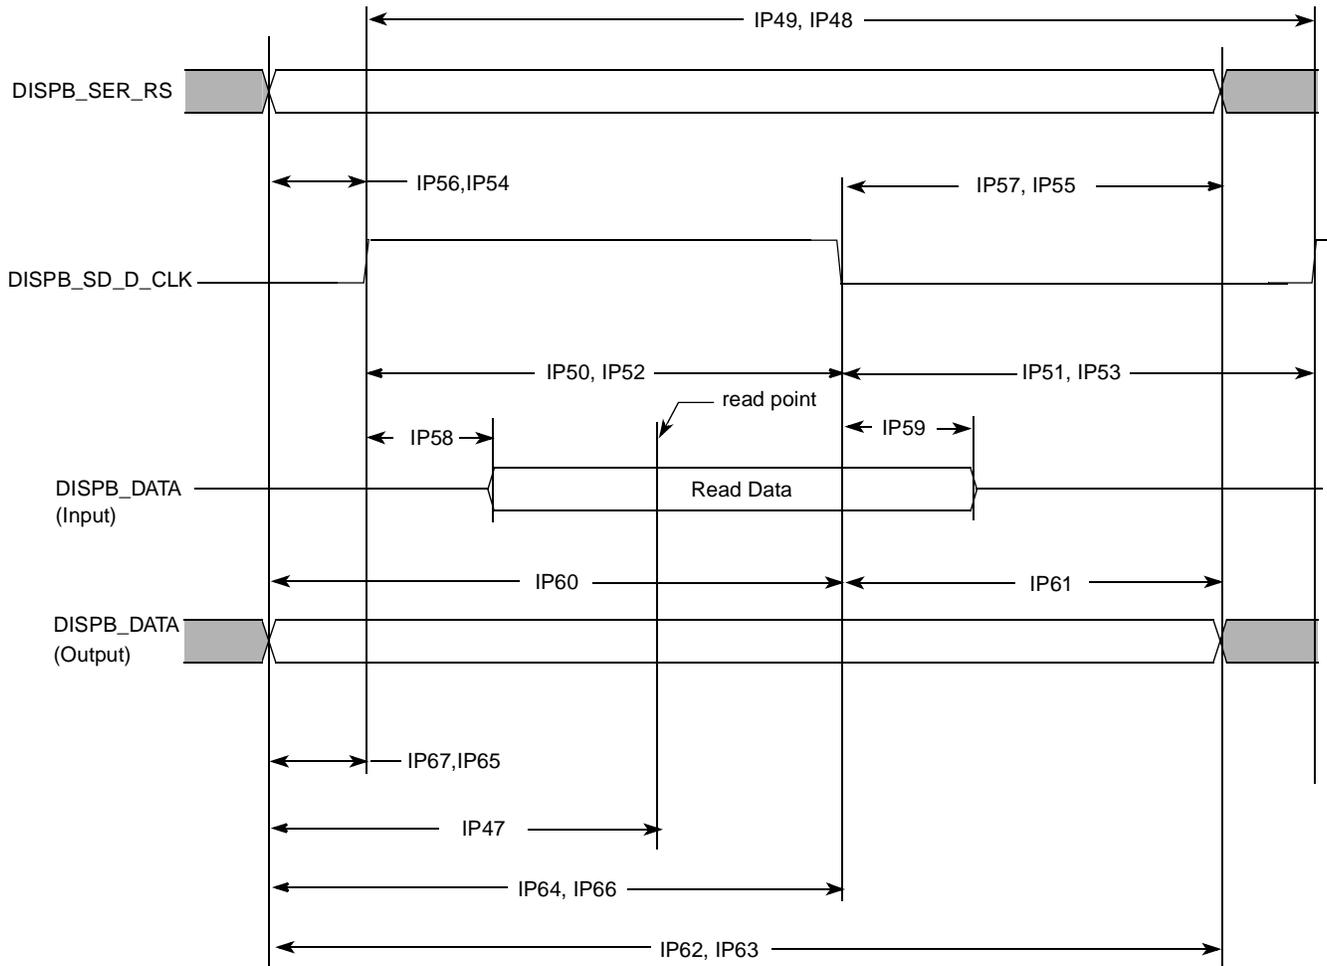 IP49, IP48
DISPB_SER_RS
IP56,IP54
IP57, IP55
DISPB_SD_D_CLK
IP50, IP52
IP51, IP53
read point
IP58
IP59
DISPB_DATA
(Input)
Read Data
IP60
IP61
DISPB_DATA
(Output)
IP67,IP65
IP47
IP64, IP66
IP62, IP63